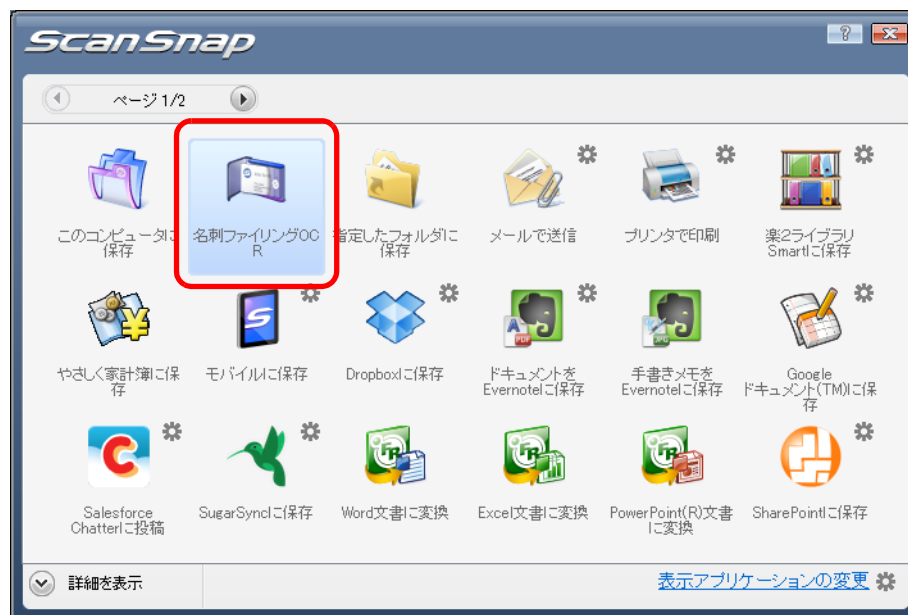 ScanSnap
ページ 1/2
このコンピュータに
保存
名刺ファイリングOC
R
指定したフォルダに
保存
メールで送信
プリンタで印刷
楽2ライブラリ
Smartに保存
やさしく家計簿に保
存
モバイルに保存
Dropboxに保存
ドキュメントを
Evernoteに保存
手書きメモを
Evernoteに保存
Google
ドキュメント(TM)に保
存
Salesforce
Chatterに投稿
SugarSyncに保存
Word文書に変換
Excel文書に変換
PowerPoint(R)文書
に変換
SharePointに保存
詳細を表示
表示アプリケーションの変更